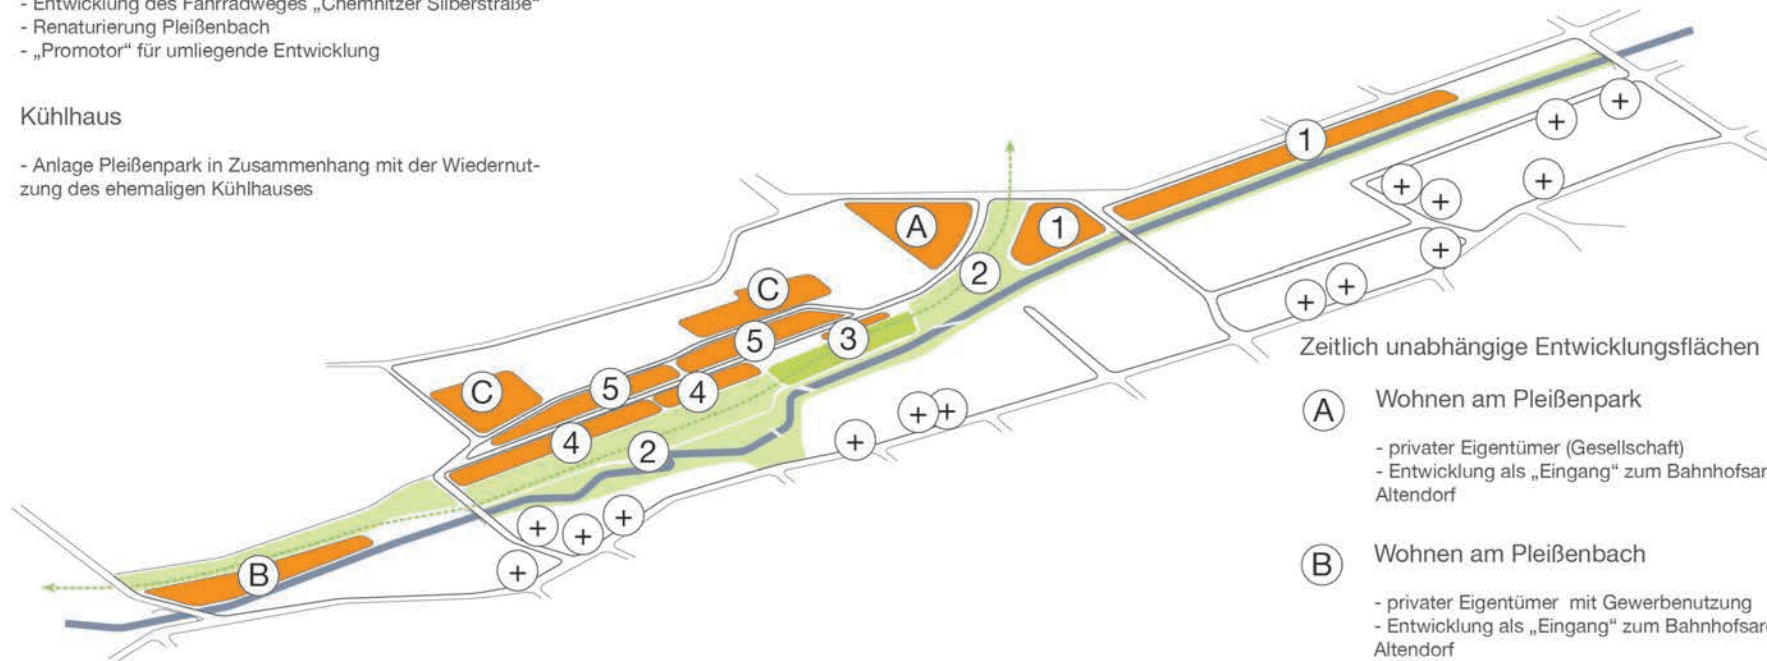 - Entwicklung des Fahrradweges „Chemnitzer Silberstraße“
- Renaturierung Pleißenbach
- „Promotor“ für umliegende Entwicklung
Kühlhaus
- Anlage Pleißenpark in Zusammenhang mit der Wiedernut-
zung des ehemaligen Kühlhauses
+
+
1
+
+
+
A
1
+
2
C
+
+
3
5
C
5
4
+
+
+
4
2
+
+
+
B
+
Zeitlich unabhängige Entwicklungsflächen
A
Wohnen am Pleißenpark
- privater Eigentümer (Gesellschaft)
- Entwicklung als „Eingang“ zum
Altendorf
B
Wohnen am Pleißenbach
- privater Eigentümer mit Gewerbenutzung
- Entwicklung als „Eingang“ zum
Altendorf